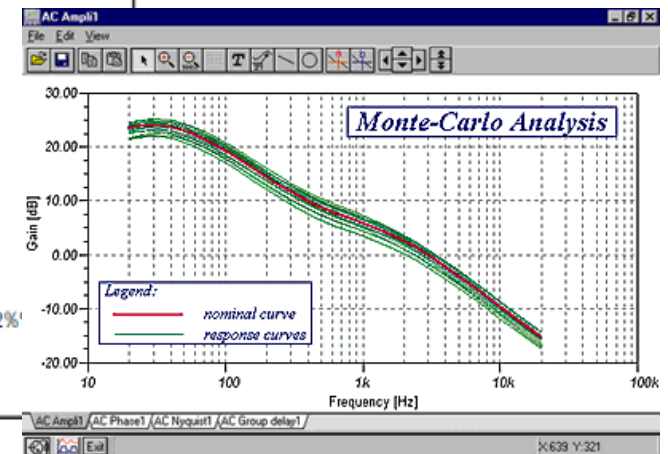 AC Ampli1
File Edit View
T
30.00
20.00
10.00
0.00
-10.00
-20.00
Gain [dB]
Monte-Carlo Analysis
Legend:
nominal curve
response curves
2%
10 100 1k 10k 100k
Frequency [Hz]
AC Ampli1 AC Phase1 AC Nyquist1 AC Group delay1
Exit X:639 Y:321